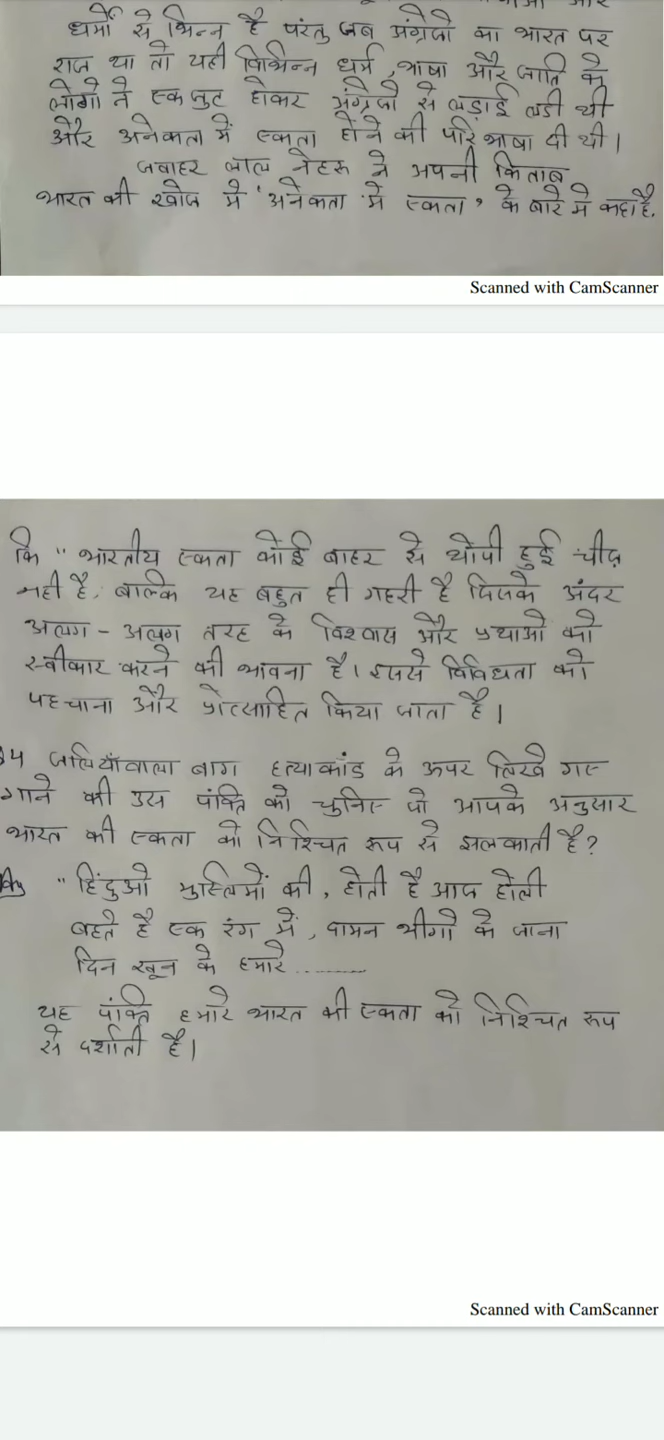 धर्मो से भिन्न है परंतु जब अंग्रेजो का भारत पर
राज था तो यही विभिन्न धर्म, भाषा और जाति के
लोगो ने एकजुट होकर अंग्रेजो से लड़ाई लडी थी
और अनेकता में एकता होने की परिभाषा दी थी।
जवाहर लाल नेहरू ने अपनी किताब
भारत की खोज मे 'अनेकता मे एकता' के बारे मे कहा है.
Scanned with CamScanner
कि " भारतीय एकता कोई बाहर से थोपी हुई चीज़
नही है, बाल्कि यह बहुत ही गहरी है जिसके अंदर
अलग - अलग तरह के विश्वास और प्रथाओ को
स्वीकार करने की भावना है। इससे विविधता को
पहचाना और प्रोत्साहित किया जाता है।
4 जलियाँवाला बाग हत्याकांड के ऊपर लिखे गए
गाने की उस पंक्ति को चुनिए जो आपके अनुसार
भारत की एकता को निश्चित रूप से झलकाती है?
"हिंदुओ मुस्लिमों की, होती है आज होली
बहते है एक रंग में, दामन भीगो के जाना
दिन खून के हमारे ..........
यह पंक्ति हमारे भारत की एकता को निश्चित रूप
से दर्शाती है।
Scanned with CamScanner